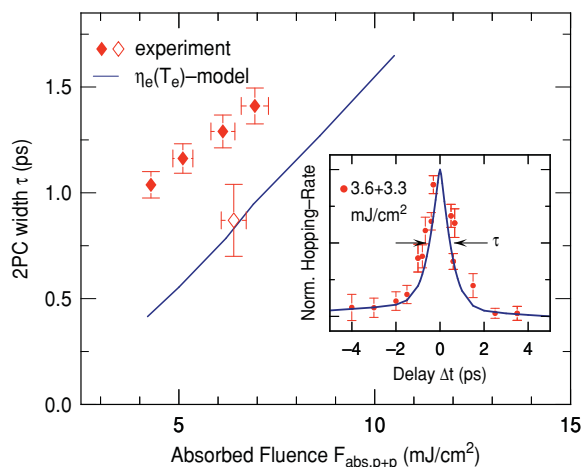 experiment
ηe(Te)–model
2PC width τ (ps)
1.5
1.0
0.5
0
5
10
15
Absorbed Fluence Fabs,p+p (mJ/cm²)
3.6+3.3
mJ/cm²
τ
Norm. Hopping–Rate
−4
−2
0
2
4
Delay Δt (ps)